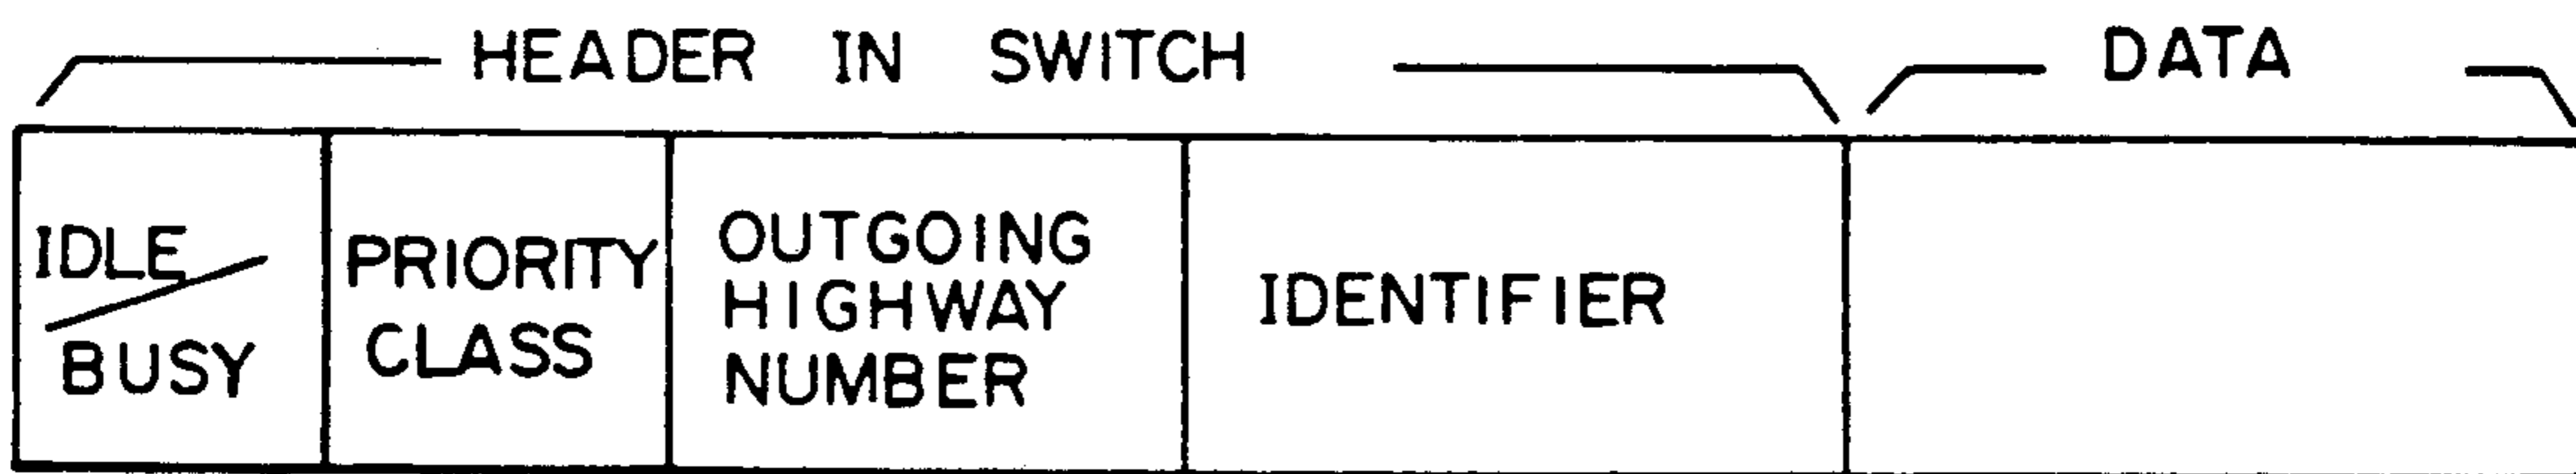 HEADER IN SWITCH
DATA
IDLE
BUSY
PRIORITY
CLASS
OUTGOING
HIGHWAY
NUMBER
IDENTIFIER